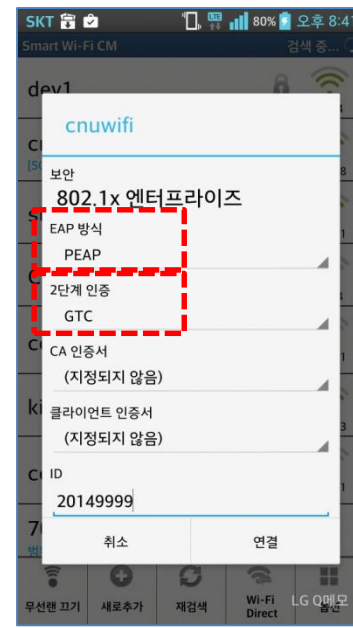 SKT 80% 오후 8:47
Smart Wi-Fi CM 검색 중...
dev1
cnuwifi
보안
802.1x 엔터프라이즈
EAP 방식
PEAP
2단계 인증
GTC
CA 인증서
(지정되지 않음)
클라이언트 인증서
(지정되지 않음)
ID
20149999
취소 연결
무선랜 끄기 새로추가 재검색 Wi-Fi Direct LG Q메모